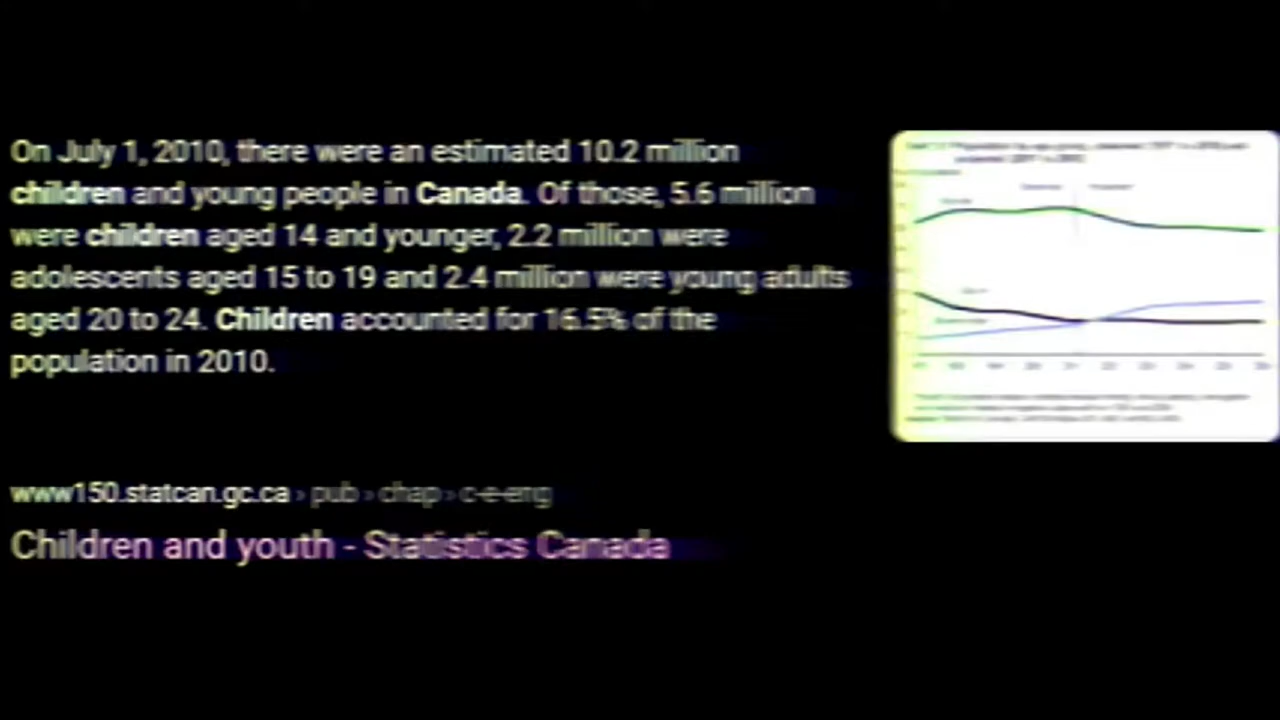 On July 1, 2010, there were an estimated 10.2 million
children and young people in Canada. Of those, 5.6 million
were children aged 14 and younger, 2.2 million were
adolescents aged 15 to 19 and 2.4 million were young adults
aged 20 to 24. Children accounted for 16.5% of the
population in 2010.
www150.statcan.gc.ca › pub › chap › c-e-eng
Children and youth - Statistics Canada